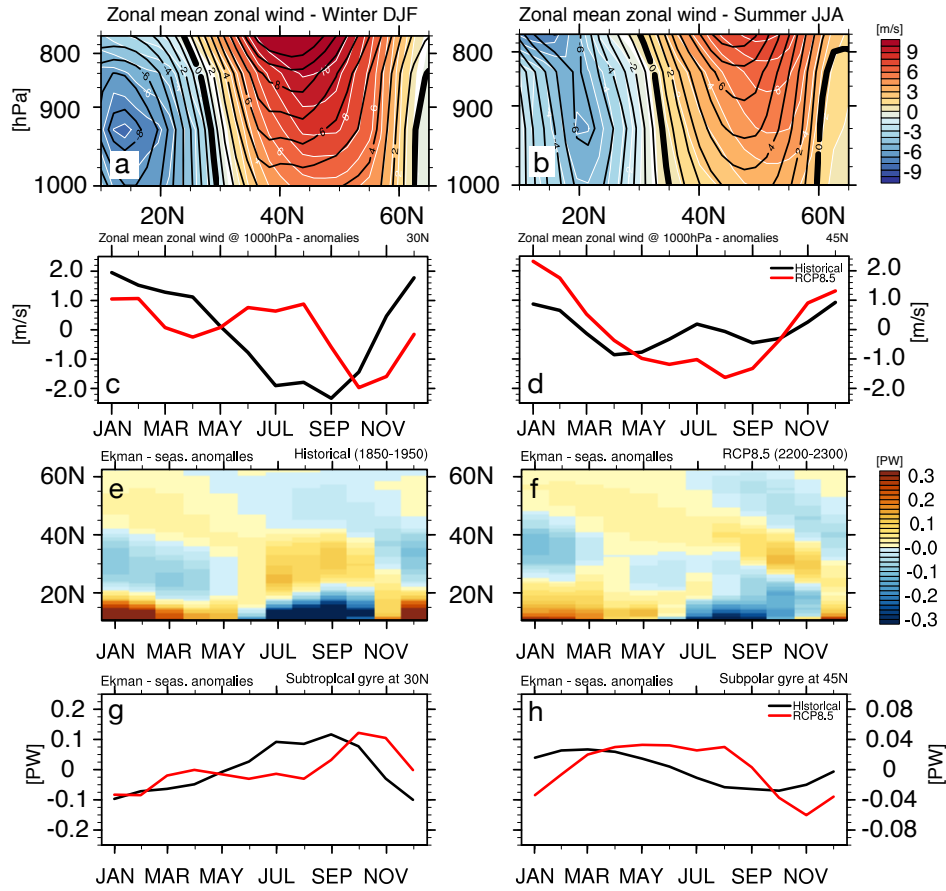 Zonal mean zonal wind - Winter DJF
Zonal mean zonal wind - Summer JJA
[m/s]
800
900
1000
[hPa]
a
b
9
6
3
0
-3
-6
-9
20N 40N 60N
20N 40N 60N
Zonal mean zonal wind @ 1000hPa - anomalies 30N
Zonal mean zonal wind @ 1000hPa - anomalies 45N
2.0
1.0
0
-1.0
-2.0
[m/s]
c
d
Historical
RCP8.5
2.0
1.0
0
-1.0
-2.0
[m/s]
JAN MAR MAY JUL SEP NOV
JAN MAR MAY JUL SEP NOV
Ekman - seas. anomalies Historical (1850-1950)
Ekman - seas. anomalies RCP8.5 (2200-2300)
[PW]
60N
40N
20N
e
f
60N
40N
20N
0.3
0.2
0.1
-0.0
-0.1
-0.2
-0.3
JAN MAR MAY JUL SEP NOV
JAN MAR MAY JUL SEP NOV
Ekman - seas. anomalies Subtropical gyre at 30N
Ekman - seas. anomalies Subpolar gyre at 45N
0.2
0.1
0
-0.1
-0.2
[PW]
g
h
Historical
RCP8.5
0.08
0.04
0
-0.04
-0.08
[PW]
JAN MAR MAY JUL SEP NOV
JAN MAR MAY JUL SEP NOV